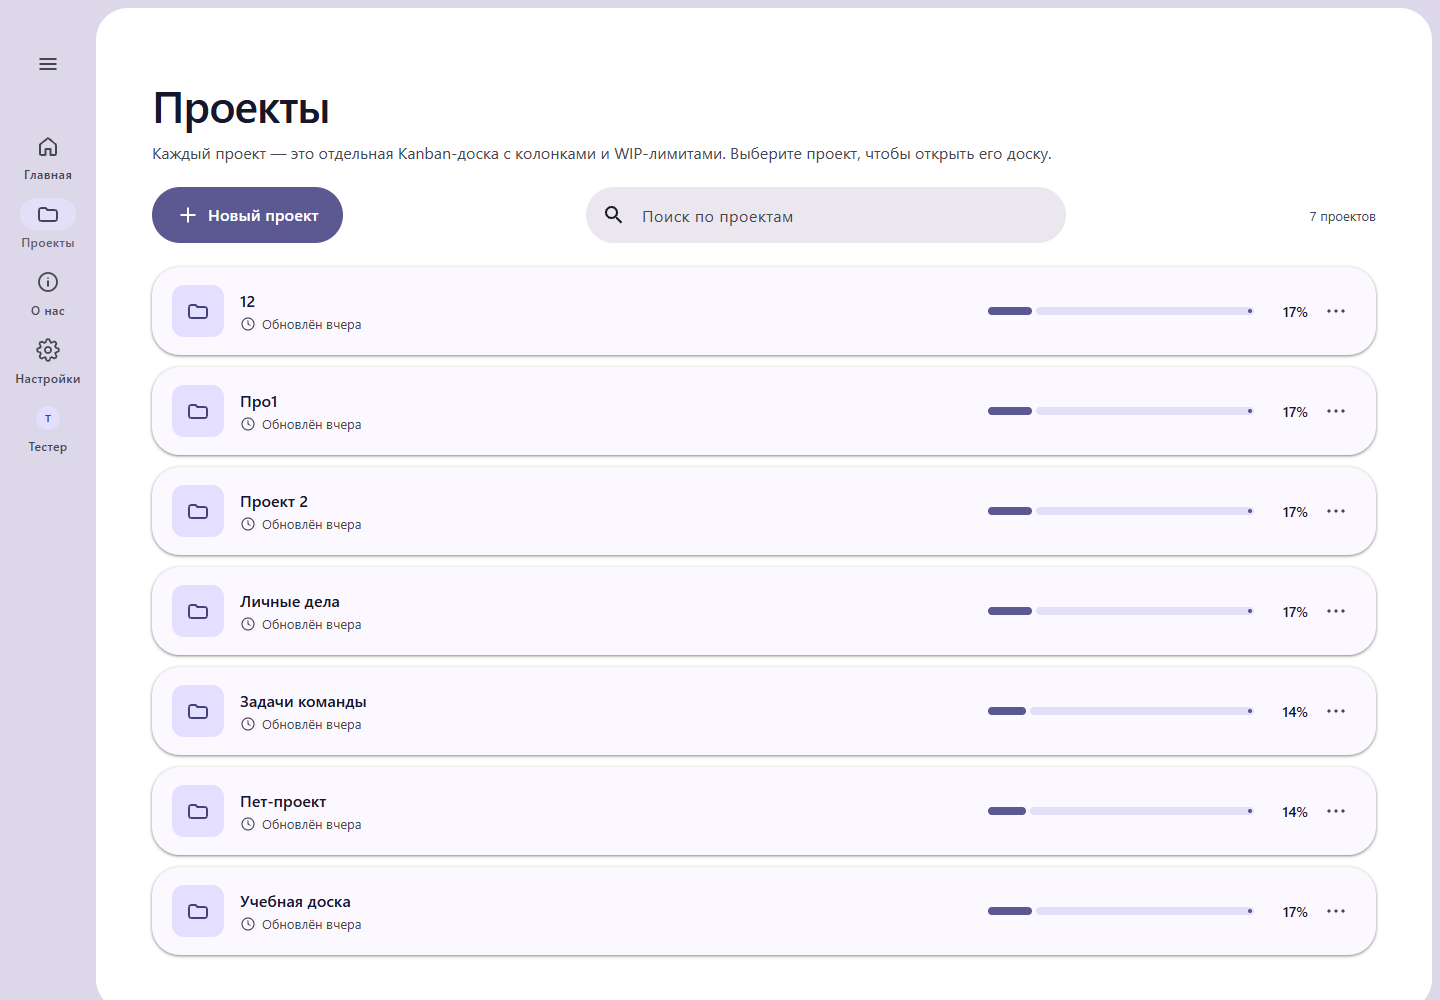 Проекты
Каждый проект — это отдельная Kanban-доска с колонками и WIP-лимитами. Выберите проект, чтобы открыть его доску.
Новый проект
Поиск по проектам
7 проектов
Главная
Проекты
О нас
Настройки
Т
Тестер
12
Обновлён вчера
17%
Про1
Обновлён вчера
17%
Проект 2
Обновлён вчера
17%
Личные дела
Обновлён вчера
17%
Задачи команды
Обновлён вчера
14%
Пет-проект
Обновлён вчера
14%
Учебная доска
Обновлён вчера
17%